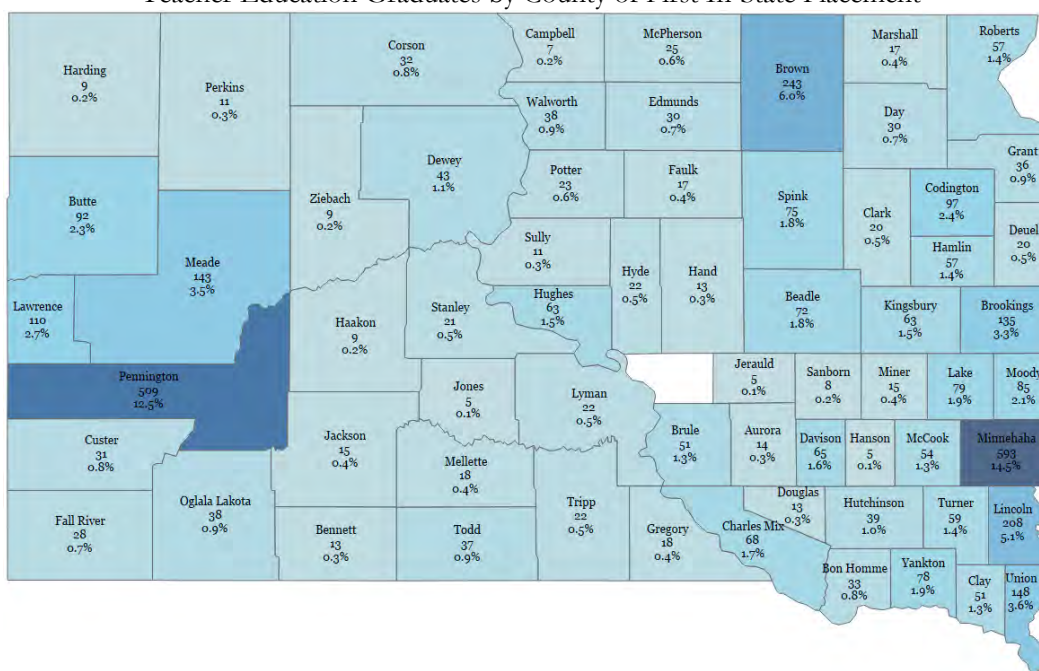 Teacher Education Graduates by County of First In-State Placement
Harding
9
0.2%
Perkins
11
0.3%
Corson
32
0.8%
Campbell
7
0.2%
McPherson
25
0.6%
Brown
243
6.0%
Marshall
17
0.4%
Roberts
57
1.4%
Walworth
38
0.9%
Edmunds
30
0.7%
Day
30
0.7%
Grant
36
0.9%
Butte
92
2.3%
Ziebach
9
0.2%
Dewey
43
1.1%
Potter
23
0.6%
Faulk
17
0.4%
Spink
75
1.8%
Clark
20
0.5%
Codington
97
2.4%
Deuel
20
0.5%
Hamlin
57
1.4%
Meade
143
3.5%
Sully
11
0.3%
Hyde
22
0.5%
Hand
13
0.3%
Lawrence
110
2.7%
Haakon
9
0.2%
Stanley
21
0.5%
Hughes
63
1.5%
Beadle
72
1.8%
Kingsbury
63
1.5%
Brookings
135
3.3%
Pennington
509
12.5%
Jones
5
0.1%
Lyman
22
0.5%
Jerauld
5
0.1%
Sanborn
8
0.2%
Miner
15
0.4%
Lake
79
1.9%
Moody
85
2.1%
Custer
31
0.8%
Jackson
15
0.4%
Mellette
18
0.4%
Brule
51
1.3%
Aurora
14
0.3%
Davison
65
1.6%
Hanson
5
0.1%
McCook
54
1.3%
Minnehaha
593
14.5%
Fall River
28
0.7%
Oglala Lakota
38
0.9%
Bennett
13
0.3%
Todd
37
0.9%
Tripp
22
0.5%
Gregory
18
0.4%
Charles Mix
68
1.7%
Douglas
13
0.3%
Hutchinson
39
1.0%
Turner
59
1.4%
Lincoln
208
5.1%
Bon Homme
33
0.8%
Yankton
78
1.9%
Clay
51
1.3%
Union
148
3.6%